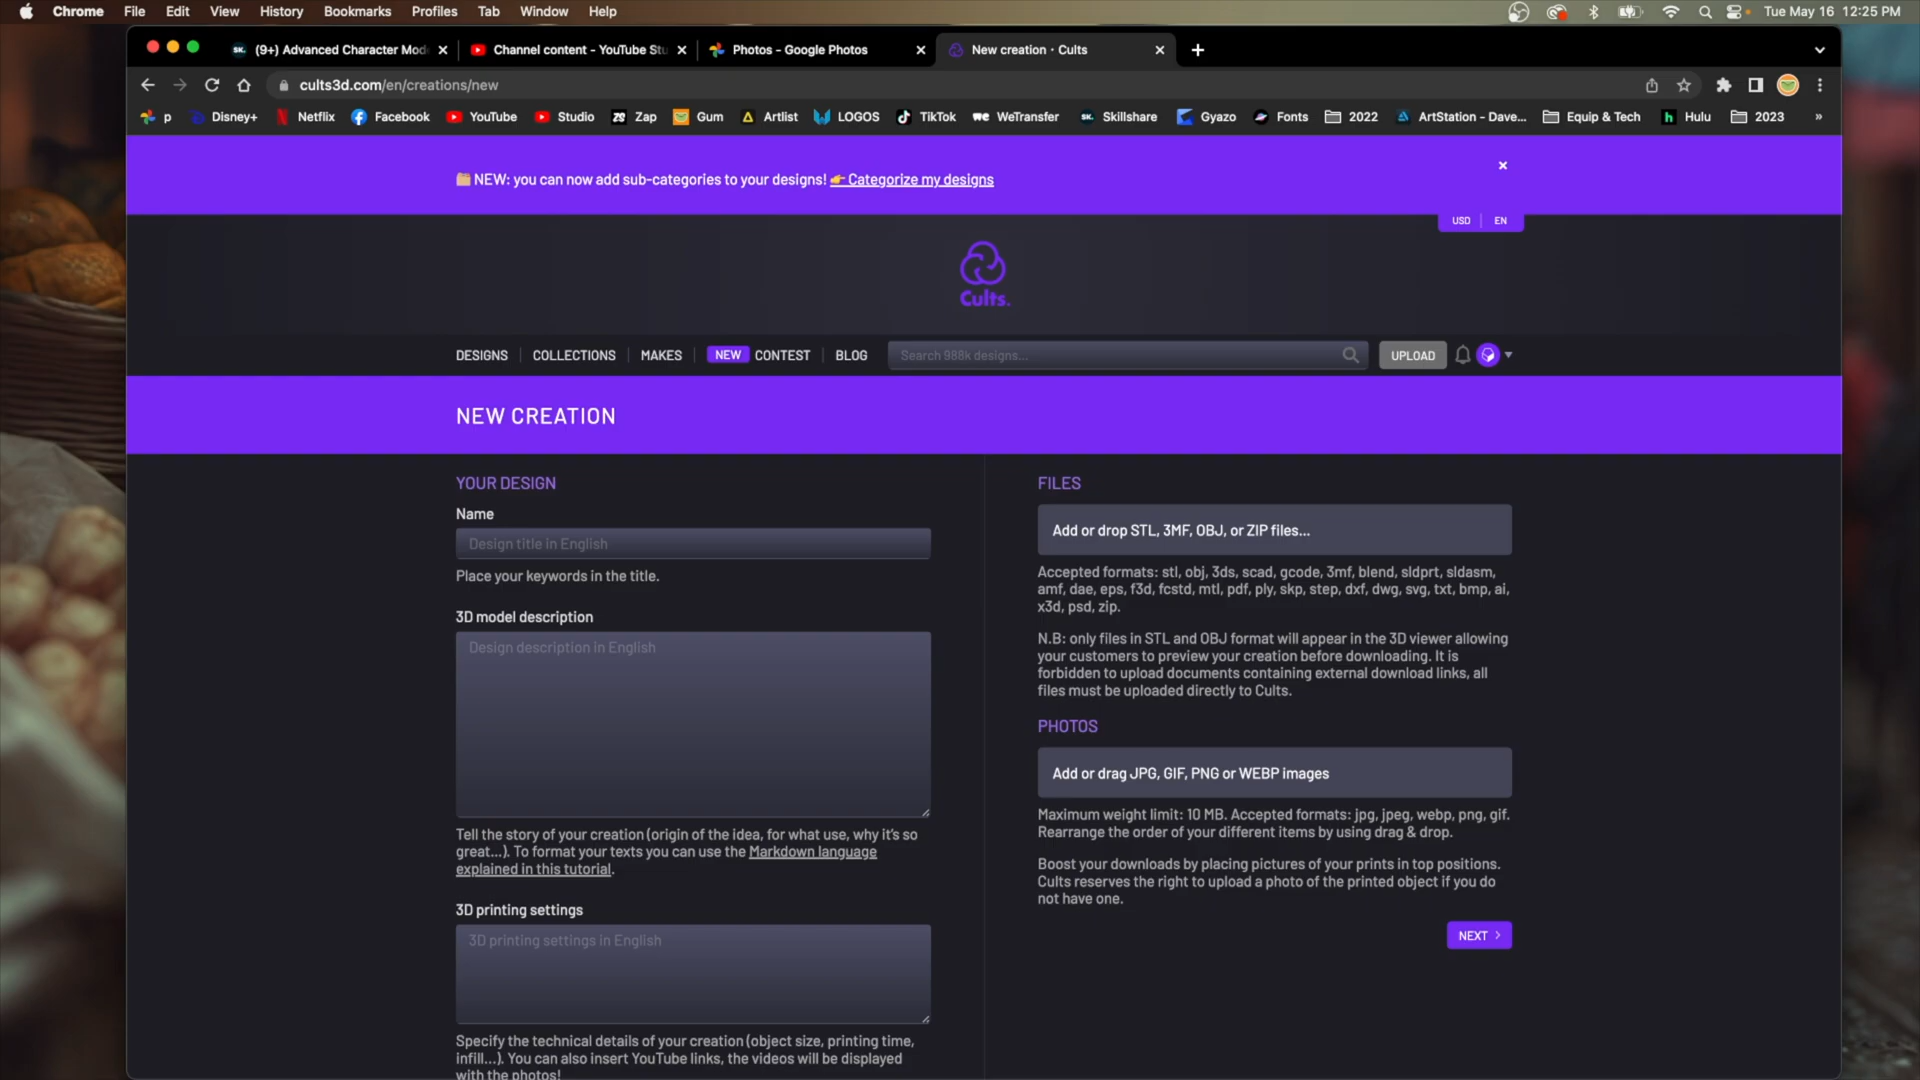 Chrome File Edit View History Bookmarks Profiles Tab Window Help Tue May 16 12:25 PM
(9+) Advanced Character Mod
Channel content - YouTube Stu
Photos - Google Photos
New creation · Cults
cults3d.com/en/creations/new
p Disney+ Netflix Facebook YouTube Studio Zap Gum Artlist LOGOS TikTok WeTransfer Skillshare Gyazo Fonts 2022 ArtStation - Dave... Equip & Tech Hulu 2023 »
NEW: you can now add sub-categories to your designs! Categorize my designs
USD EN
Cults.
DESIGNS COLLECTIONS MAKES NEW CONTEST BLOG Search 988k designs... UPLOAD
NEW CREATION
YOUR DESIGN
Name
Design title in English
Place your keywords in the title.
3D model description
Design description in English
Tell the story of your creation (origin of the idea, for what use, why it's so
great...). To format your texts you can use the Markdown language
explained in this tutorial.
3D printing settings
3D printing settings in English
Specify the technical details of your creation (object size, printing time,
infill...). You can also insert YouTube links, the videos will be displayed
with the photos!
FILES
Add or drop STL, 3MF, OBJ, or ZIP files...
Accepted formats: stl, obj, 3ds, scad, gcode, 3mf, blend, sldprt, sldasm,
amf, dae, eps, f3d, fcstd, mtl, pdf, ply, skp, step, dxf, dwg, svg, txt, bmp, ai,
x3d, psd, zip.
N.B: only files in STL and OBJ format will appear in the 3D viewer allowing
your customers to preview your creation before downloading. It is
forbidden to upload documents containing external download links, all
files must be uploaded directly to Cults.
PHOTOS
Add or drag JPG, GIF, PNG or WEBP images
Maximum weight limit: 10 MB. Accepted formats: jpg, jpeg, webp, png, gif.
Rearrange the order of your different items by using drag & drop.
Boost your downloads by placing pictures of your prints in top positions.
Cults reserves the right to upload a photo of the printed object if you do
not have one.
NEXT